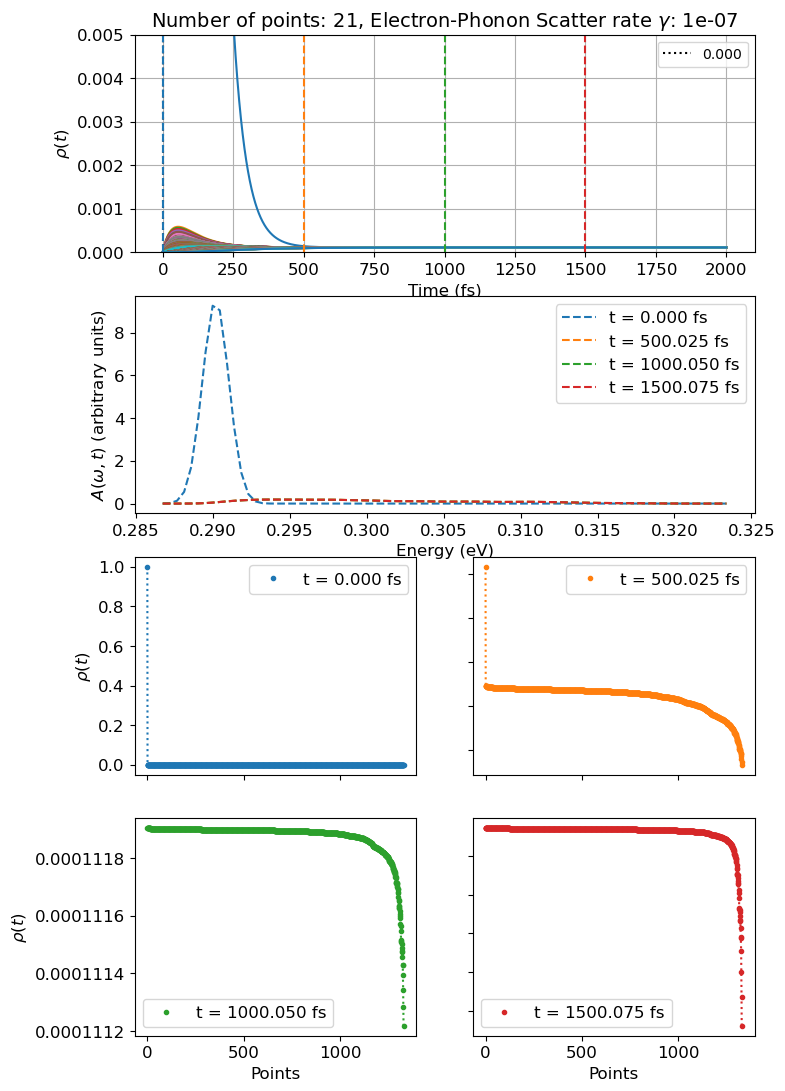 Number of points: 21, Electron-Phonon Scatter rate γ: 1e-07
0.005
0.004
0.003
0.002
0.001
0.000
ρ(t)
0.000
0 250 500 750 1000 1250 1500 1750 2000
Time (fs)
8
6
4
2
0
A(ω, t) (arbitrary units)
t = 0.000 fs
t = 500.025 fs
t = 1000.050 fs
t = 1500.075 fs
0.285 0.290 0.295 0.300 0.305 0.310 0.315 0.320 0.325
Energy (eV)
1.0
0.8
0.6
0.4
0.2
0.0
ρ(t)
t = 0.000 fs
t = 500.025 fs
0.0001118
0.0001116
0.0001114
0.0001112
ρ(t)
t = 1000.050 fs
0 500 1000
Points
t = 1500.075 fs
0 500 1000
Points